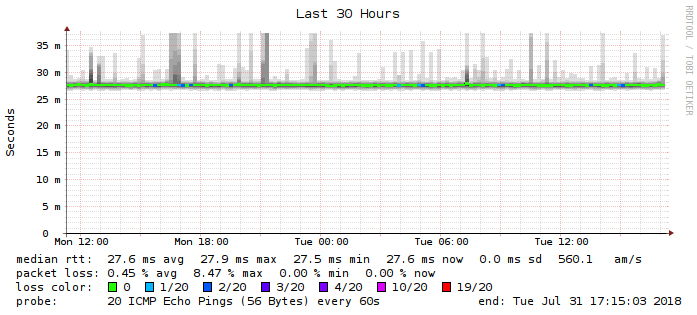 Last 30 Hours
RRDTOOL / TOBI OETIKER
Seconds
35 m
30 m
25 m
20 m
15 m
10 m
5 m
0
Mon 12:00 Mon 18:00 Tue 00:00 Tue 06:00 Tue 12:00
median rtt: 27.6 ms avg 27.9 ms max 27.5 ms min 27.6 ms now 0.0 ms sd 560.1 am/s
packet loss: 0.45 % avg 8.47 % max 0.00 % min 0.00 % now
loss color: 0 1/20 2/20 3/20 4/20 10/20 19/20
probe: 20 ICMP Echo Pings (56 Bytes) every 60s end: Tue Jul 31 17:15:03 2018